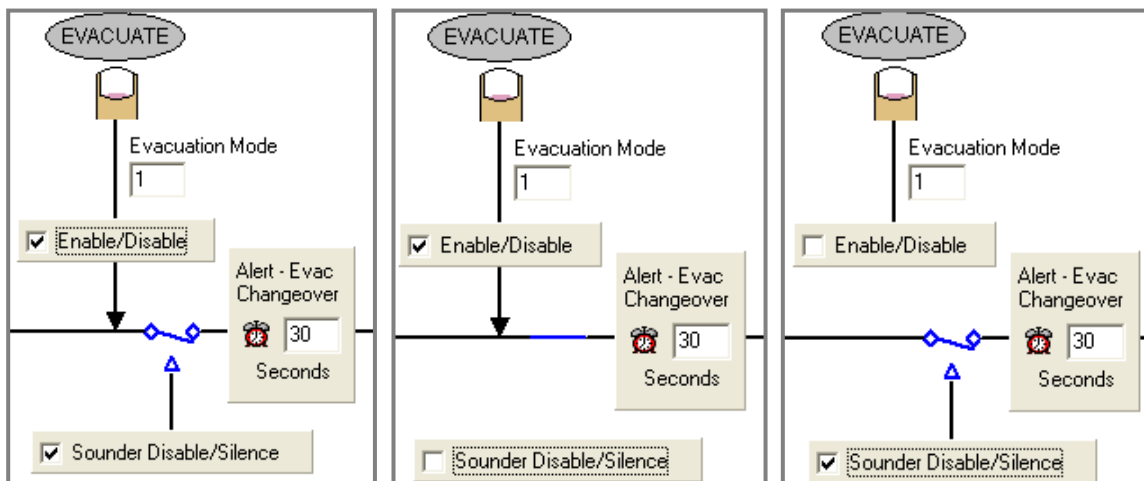 EVACUATE
Evacuation Mode
1
Enable/Disable
Alert - Evac
Changeover
30
Seconds
Sounder Disable/Silence
EVACUATE
Evacuation Mode
1
Enable/Disable
Alert - Evac
Changeover
30
Seconds
Sounder Disable/Silence
EVACUATE
Evacuation Mode
1
Enable/Disable
Alert - Evac
Changeover
30
Seconds
Sounder Disable/Silence